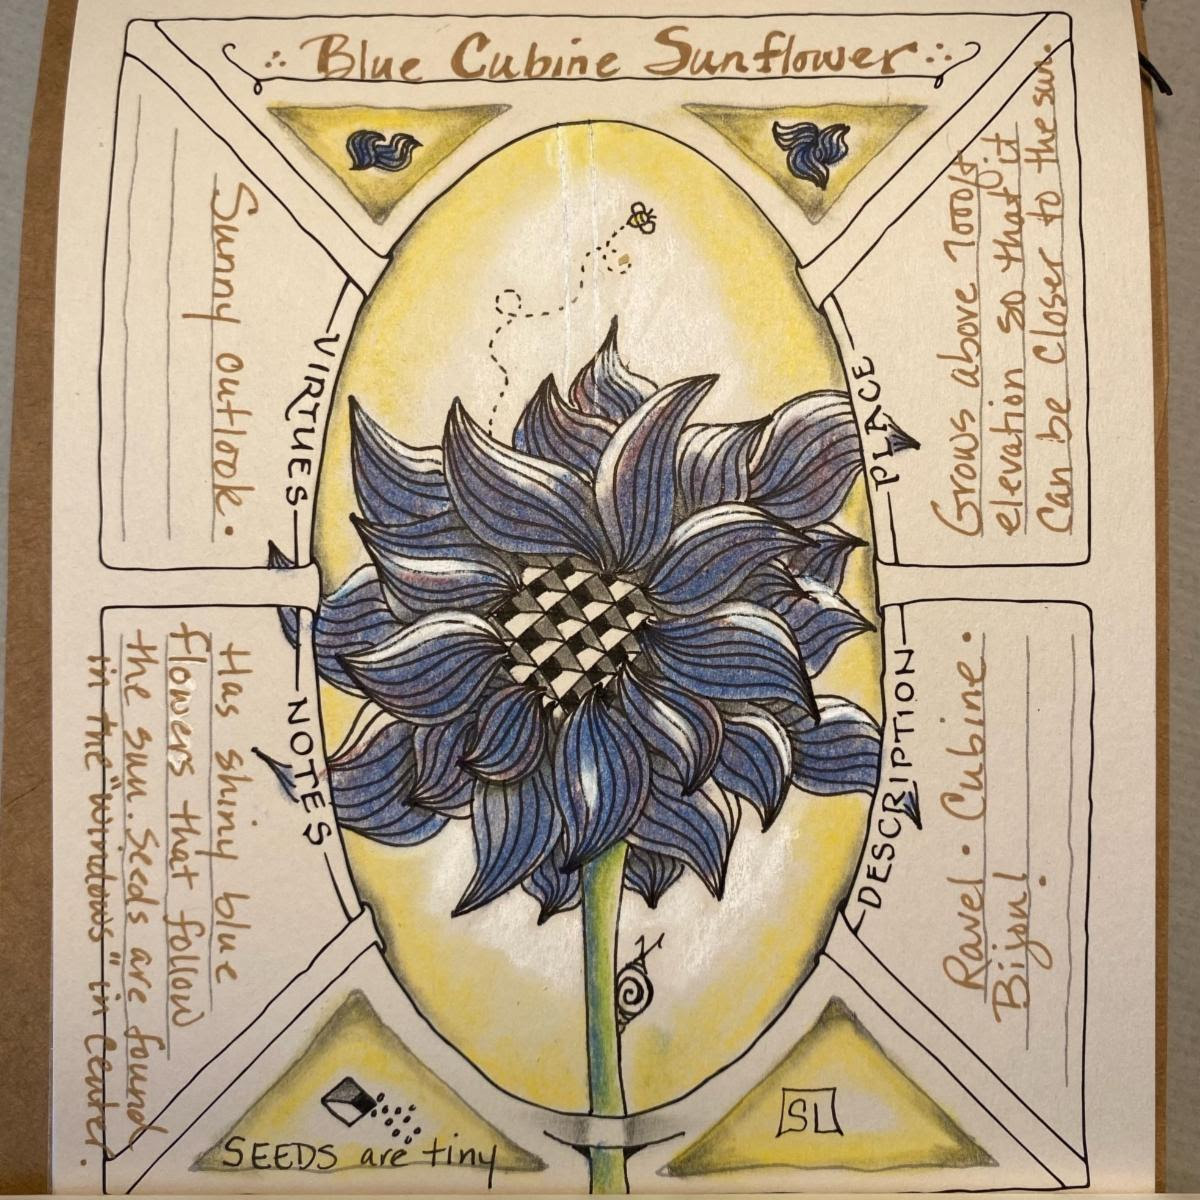 Blue Cubine Sunflower
VIRTUES
Sunny outlook.
PLACE
Grows above 7000ft
elevation so that it
can be closer to the sun.
NOTES
Has shiny blue
flowers that follow
the sun. Seeds are found
in the "windows" in center.
DESCRIPTION
Ravel. Cubine.
Bijou!
SEEDS are tiny
SL